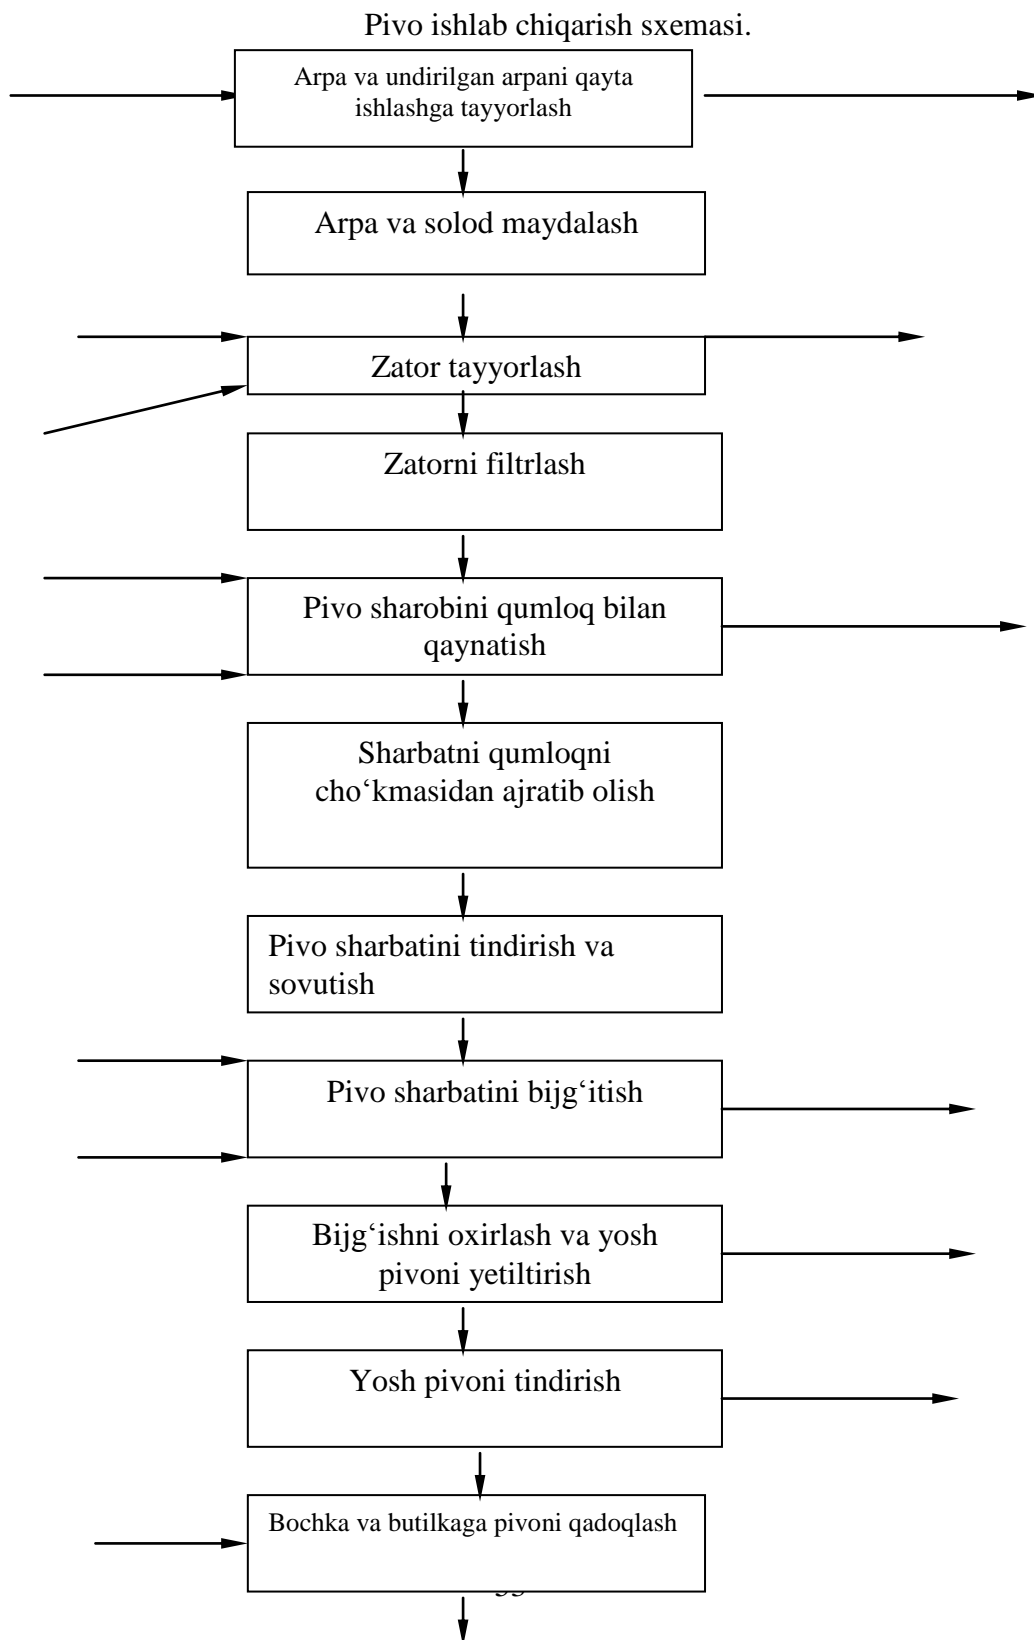 Pivo ishlab chiqarish sxemasi.
Arpa va undirilgan arpani qayta
ishlashga tayyorlash
Arpa va solod maydalash
Zator tayyorlash
Zatorni filtrlash
Pivo sharobini qumloq bilan
qaynatish
Sharbatni qumloqni
cho‘kmasidan ajratib olish
Pivo sharbatini tindirish va
sovutish
Pivo sharbatini bijg‘itish
Bijg‘ishni oxirlash va yosh
pivoni yetiltirish
Yosh pivoni tindirish
Bochka va butilkaga pivoni qadoqlash